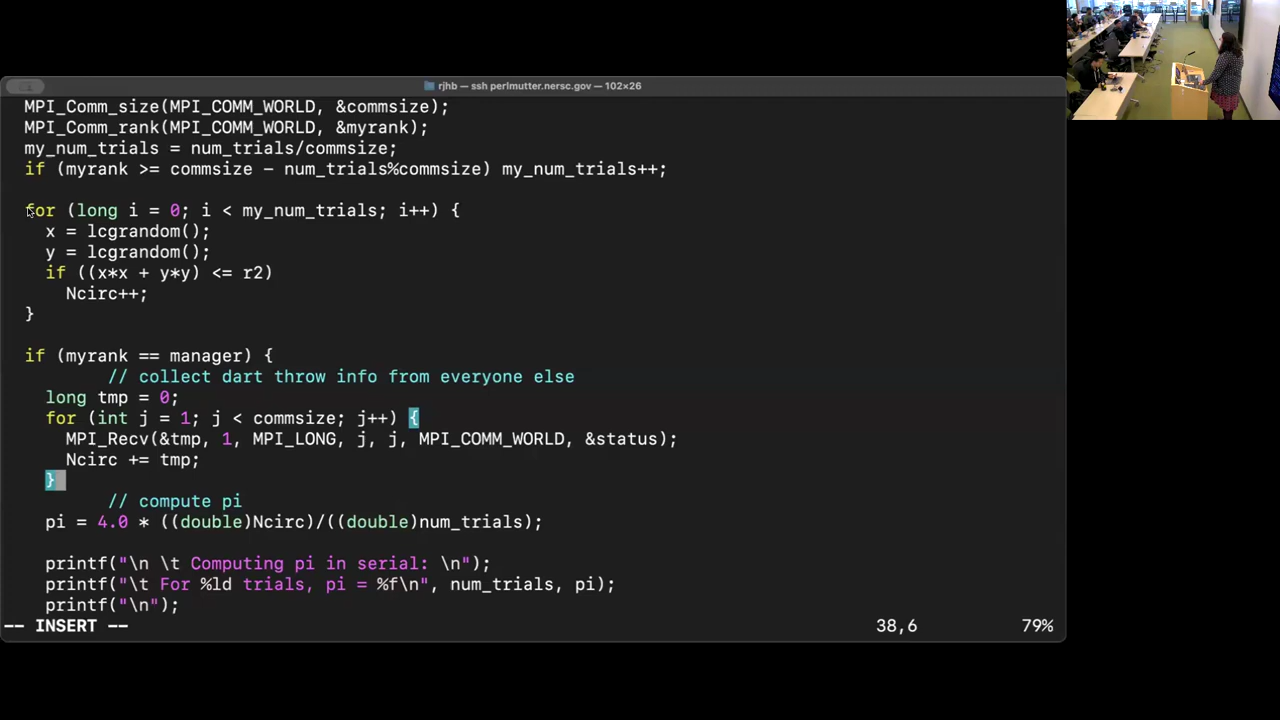 rjhb — ssh perlmutter.nersc.gov — 102×26
MPI_Comm_size(MPI_COMM_WORLD, &commsize);
MPI_Comm_rank(MPI_COMM_WORLD, &myrank);
my_num_trials = num_trials/commsize;
if (myrank >= commsize - num_trials%commsize) my_num_trials++;
for (long i = 0; i < my_num_trials; i++) {
x = lcgrandom();
y = lcgrandom();
if ((x*x + y*y) <= r2)
Ncirc++;
}
if (myrank == manager) {
// collect dart throw info from everyone else
long tmp = 0;
for (int j = 1; j < commsize; j++) {
MPI_Recv(&tmp, 1, MPI_LONG, j, j, MPI_COMM_WORLD, &status);
Ncirc += tmp;
}
// compute pi
pi = 4.0 * ((double)Ncirc)/((double)num_trials);
printf("\n \t Computing pi in serial: \n");
printf("\t For %ld trials, pi = %f\n", num_trials, pi);
printf("\n");
-- INSERT -- 38,6 79%